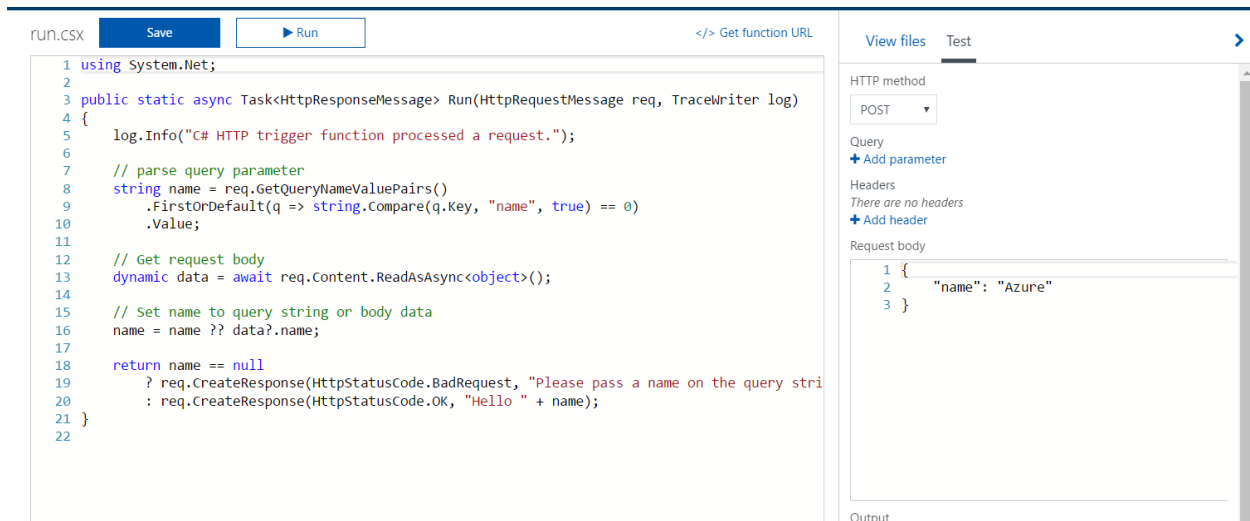 run.csx Save Run </> Get function URL
1 using System.Net;
2
3 public static async Task<HttpResponseMessage> Run(HttpRequestMessage req, TraceWriter log)
4 {
5     log.Info("C# HTTP trigger function processed a request.");
6
7     // parse query parameter
8     string name = req.GetQueryNameValuePairs()
9         .FirstOrDefault(q => string.Compare(q.Key, "name", true) == 0)
10         .Value;
11
12     // Get request body
13     dynamic data = await req.Content.ReadAsAsync<object>();
14
15     // Set name to query string or body data
16     name = name ?? data?.name;
17
18     return name == null
19         ? req.CreateResponse(HttpStatusCode.BadRequest, "Please pass a name on the query stri
20         : req.CreateResponse(HttpStatusCode.OK, "Hello " + name);
21 }
22
View files Test
HTTP method
POST
Query
+ Add parameter
Headers
There are no headers
+ Add header
Request body
1 {
2     "name": "Azure"
3 }
Output